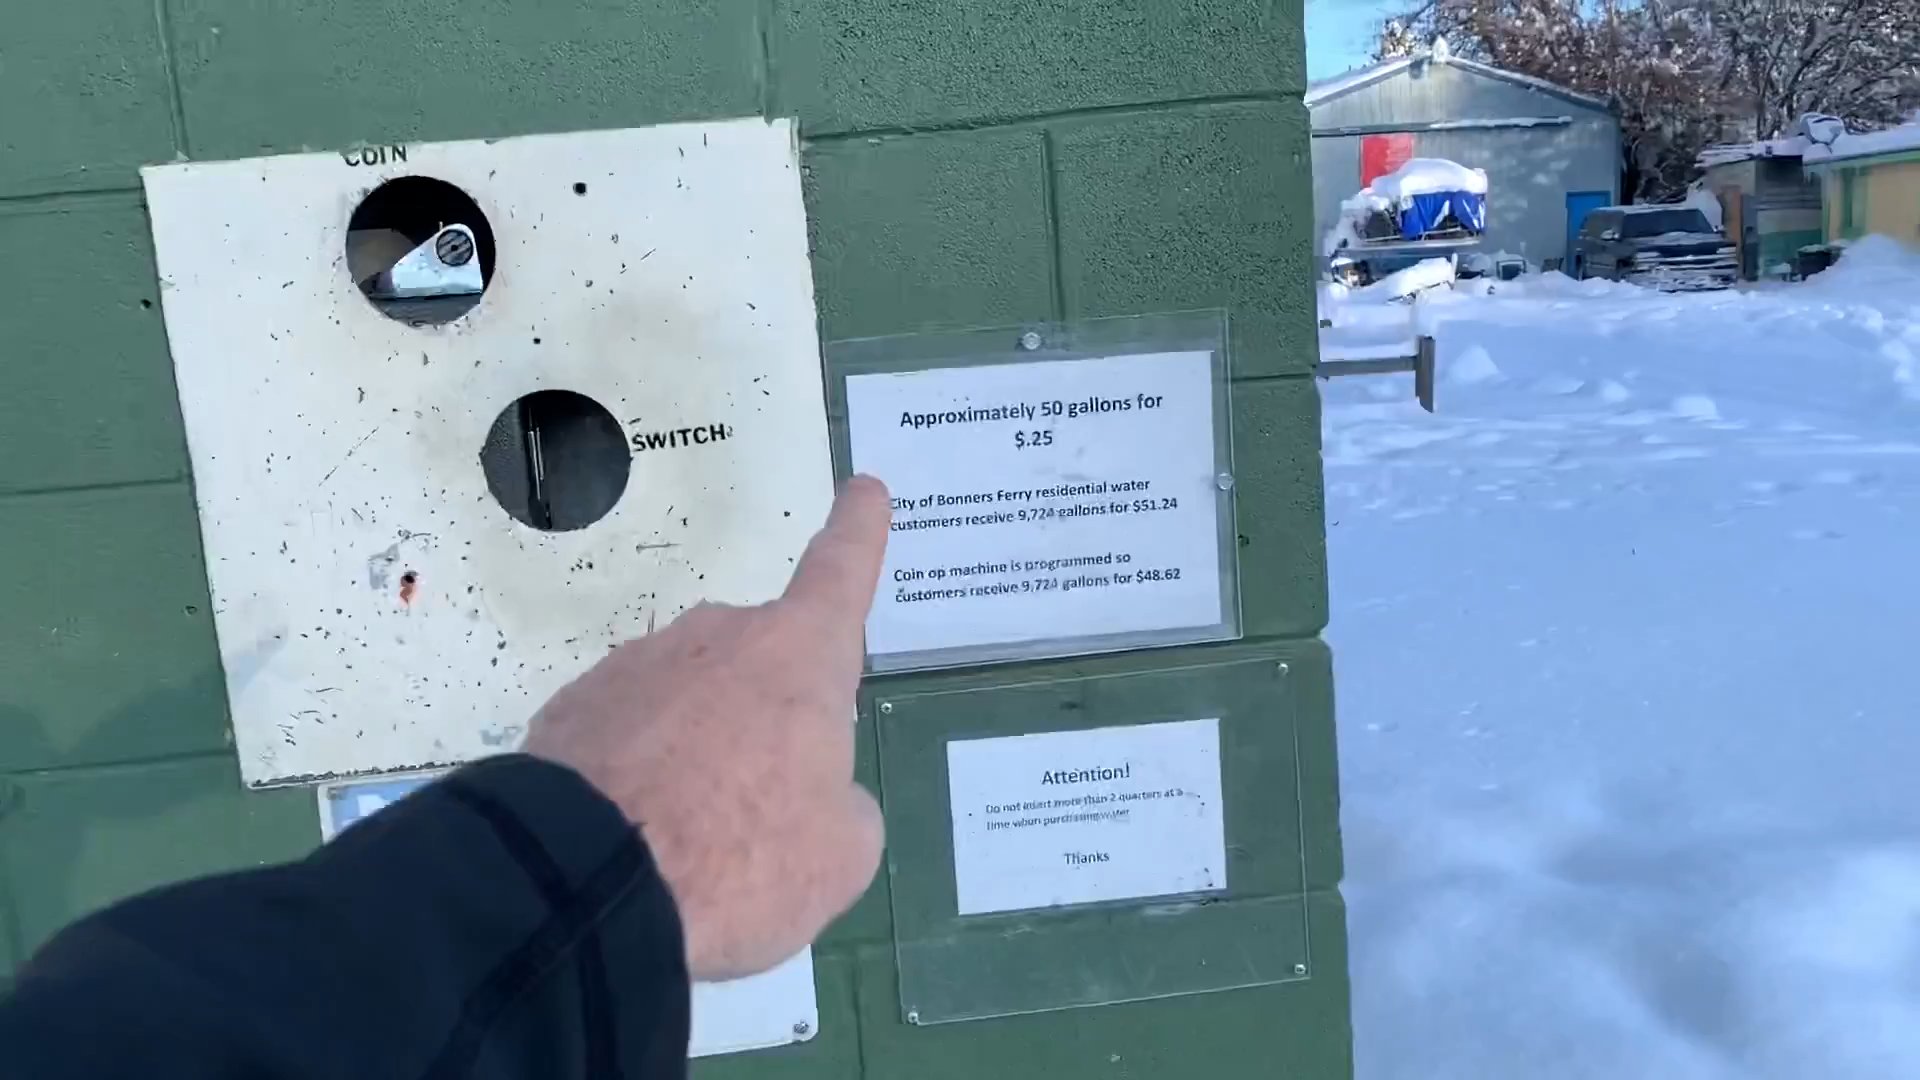 COIN
SWITCH
Approximately 50 gallons for
$.25
City of Bonners Ferry residential water
customers receive 9,724 gallons for $51.24
Coin op machine is programmed so
customers receive 9,724 gallons for $48.62
Attention!
Do not insert more than 2 quarters at a
time when purchasing water
Thanks